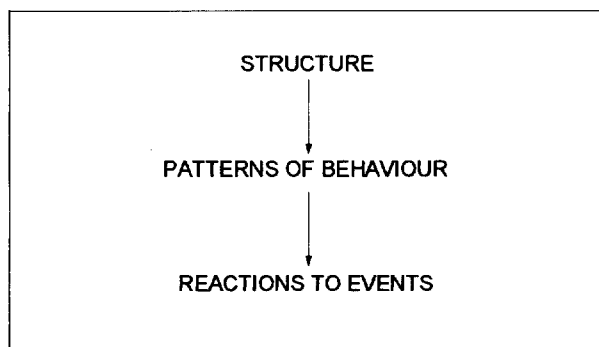 STRUCTURE
PATTERNS OF BEHAVIOUR
REACTIONS TO EVENTS